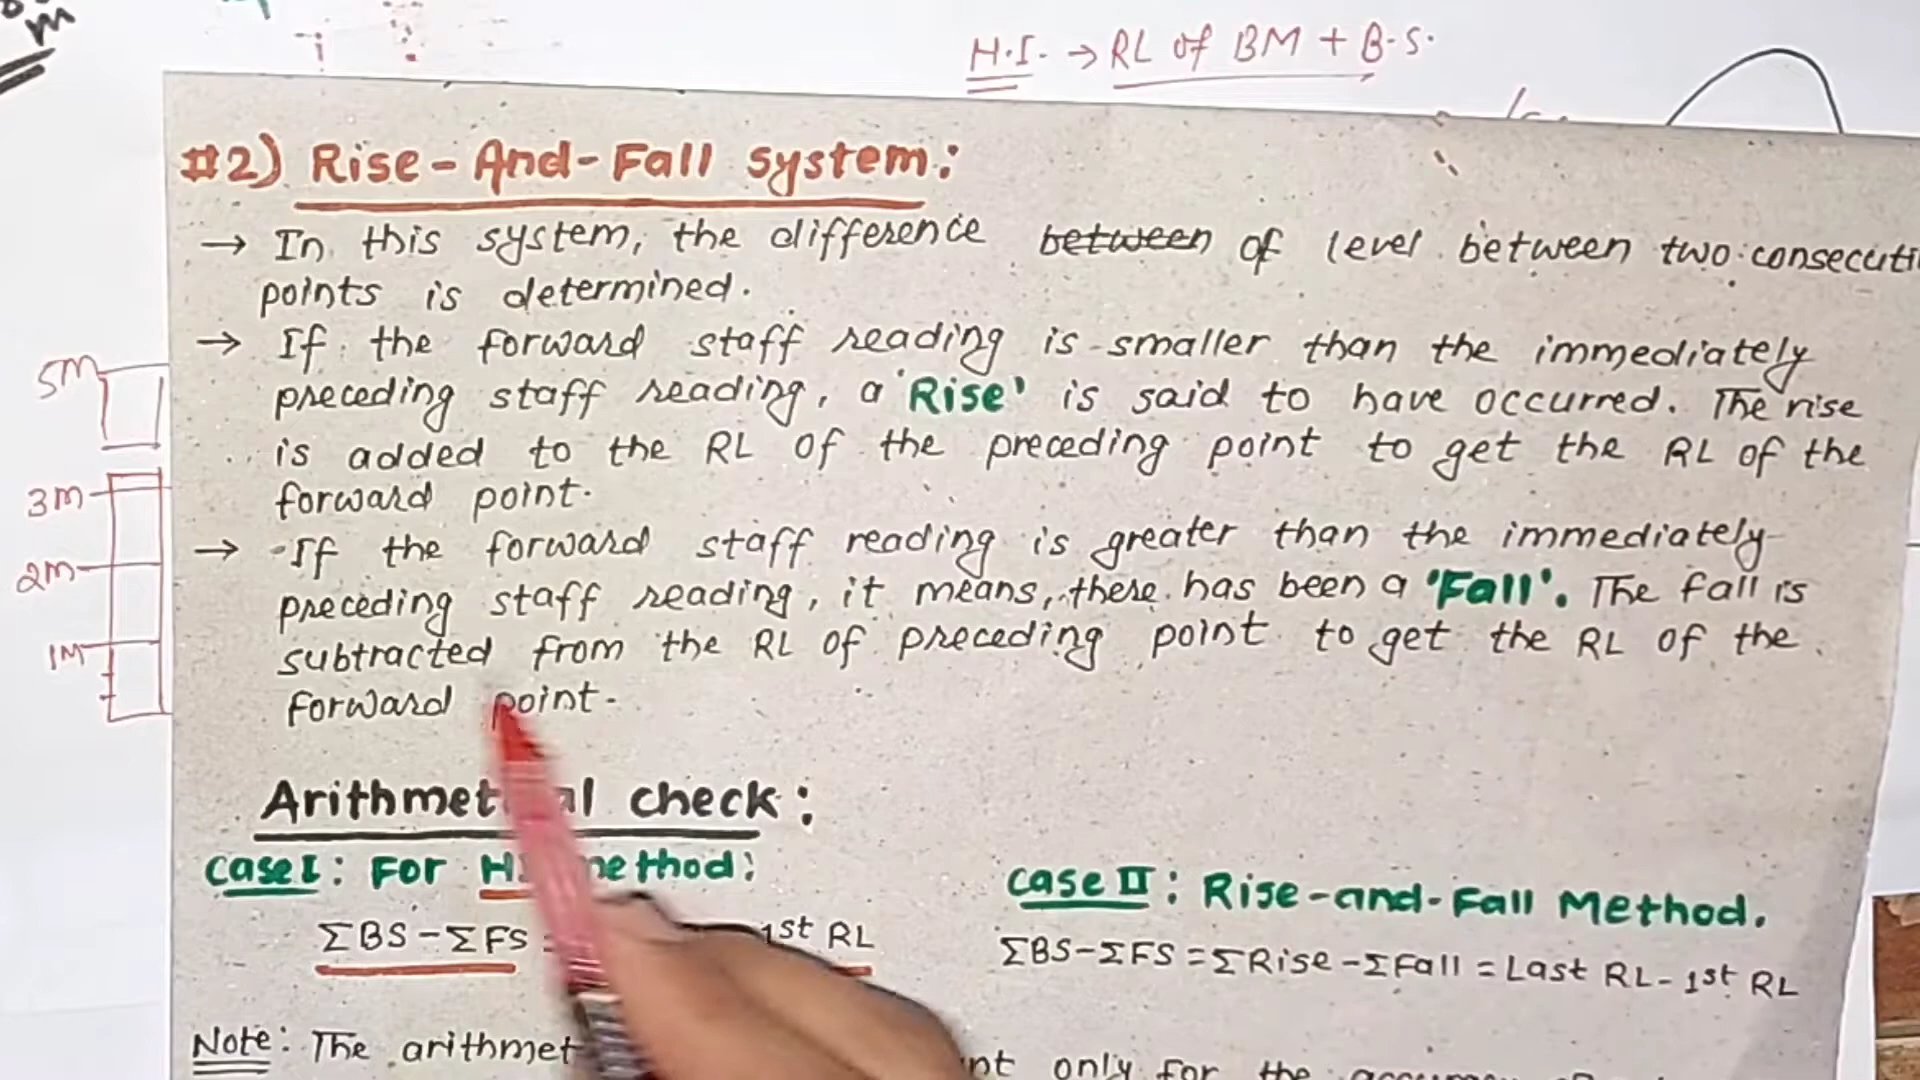 m
H.I. → RL of BM + B.S.
#2) Rise-And-Fall system:
→ In this system, the difference between of level between two consecuti
points is determined.
→ If the forward staff reading is smaller than the immediately
preceding staff reading, a 'Rise' is said to have occurred. The rise
is added to the RL of the preceding point to get the RL of the
forward point.
→ If the forward staff reading is greater than the immediately
preceding staff reading, it means, there has been a 'Fall'. The fall is
subtracted from the RL of preceding point to get the RL of the
forward point.
5M
3M
2M
1M
Arithmet al check:
Case I: For HI method:
ΣBS-ΣFS = 1st RL
Case II: Rise-and-Fall Method.
ΣBS-ΣFS=ΣRise-ΣFall=Last RL-1st RL
Note: The arithmet only for the